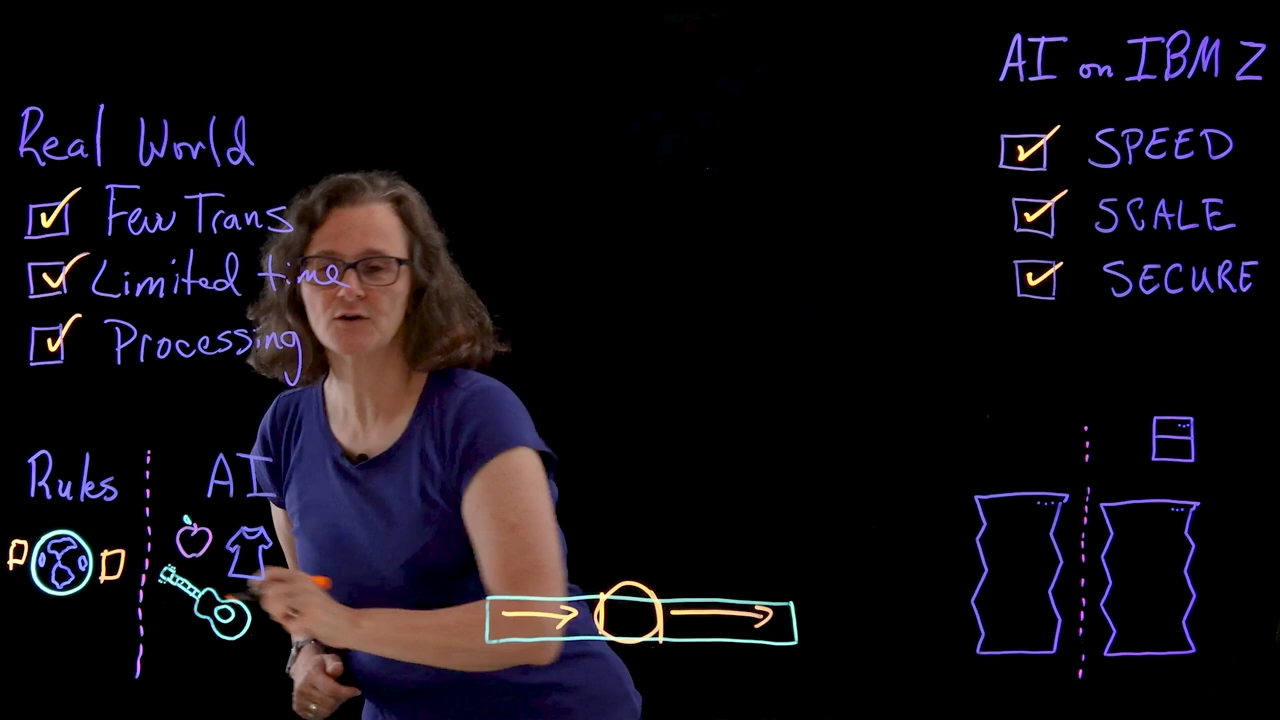 Real World
Few Trans
Limited time
Processing
Rules
AI
AI on IBM Z
SPEED
SCALE
SECURE